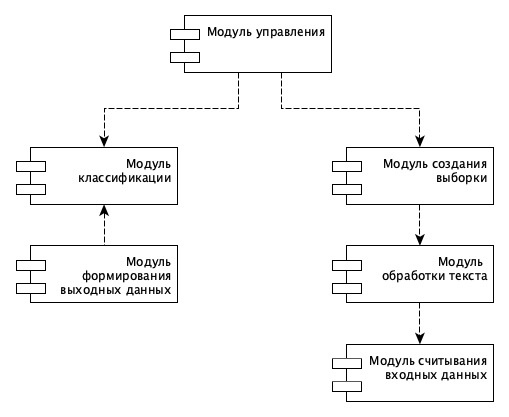 Модуль управления
Модуль
классификации
Модуль создания
выборки
Модуль
формирования
выходных данных
Модуль
обработки текста
Модуль считывания
входных данных